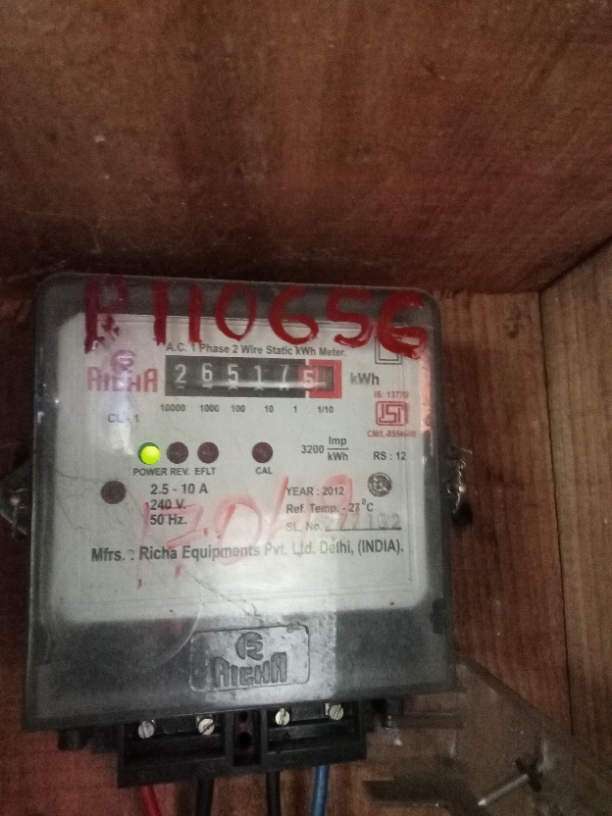 P110656
A.C. 1 Phase 2 Wire Static kWh Meter.
RICHA
265175 kWh
10000 1000 100 10 1 1/10
CL-1
IS: 13779
ISI
3200 Imp/kWh
RS : 12
POWER REV. EFLT CAL
2.5 - 10 A
240 V.
50 Hz.
YEAR : 2012
Ref. Temp. - 27°C
SL. No.
Mfrs. : Richa Equipments Pvt. Ltd. Delhi, (INDIA).
RICHA